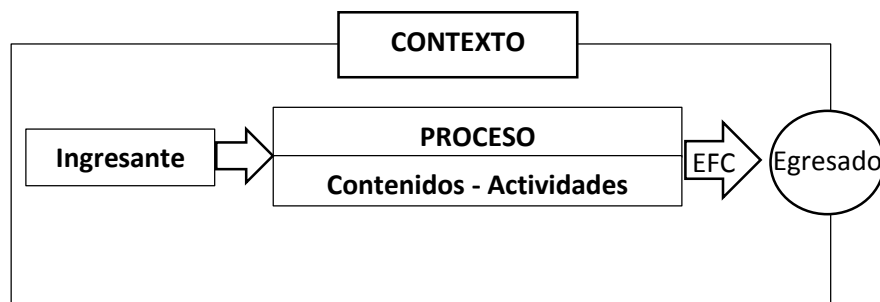 CONTEXTO
Ingresante
PROCESO
Contenidos - Actividades
EFC
Egresado